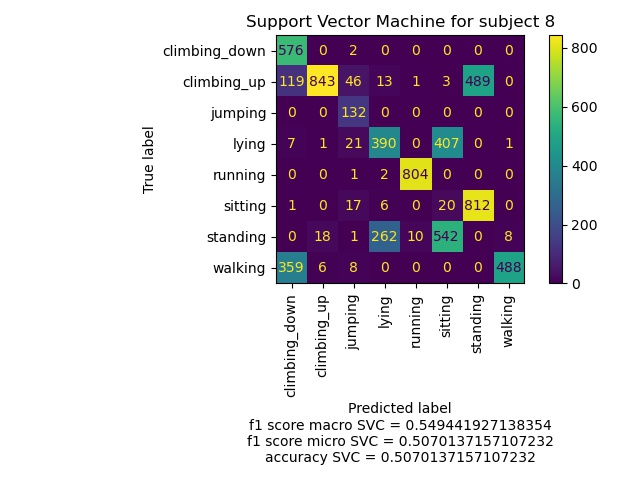 Support Vector Machine for subject 8
climbing_down 576 0 2 0 0 0 0 0
climbing_up 119 843 46 13 1 3 489 0
jumping 0 0 132 0 0 0 0 0
lying 7 1 21 390 0 407 0 1
running 0 0 1 2 804 0 0 0
sitting 1 0 17 6 0 20 812 0
standing 0 18 1 262 10 542 0 8
walking 359 6 8 0 0 0 0 488
True label
climbing_down climbing_up jumping lying running sitting standing walking
Predicted label
f1 score macro SVC = 0.549441927138354
f1 score micro SVC = 0.5070137157107232
accuracy SVC = 0.5070137157107232
800
600
400
200
0